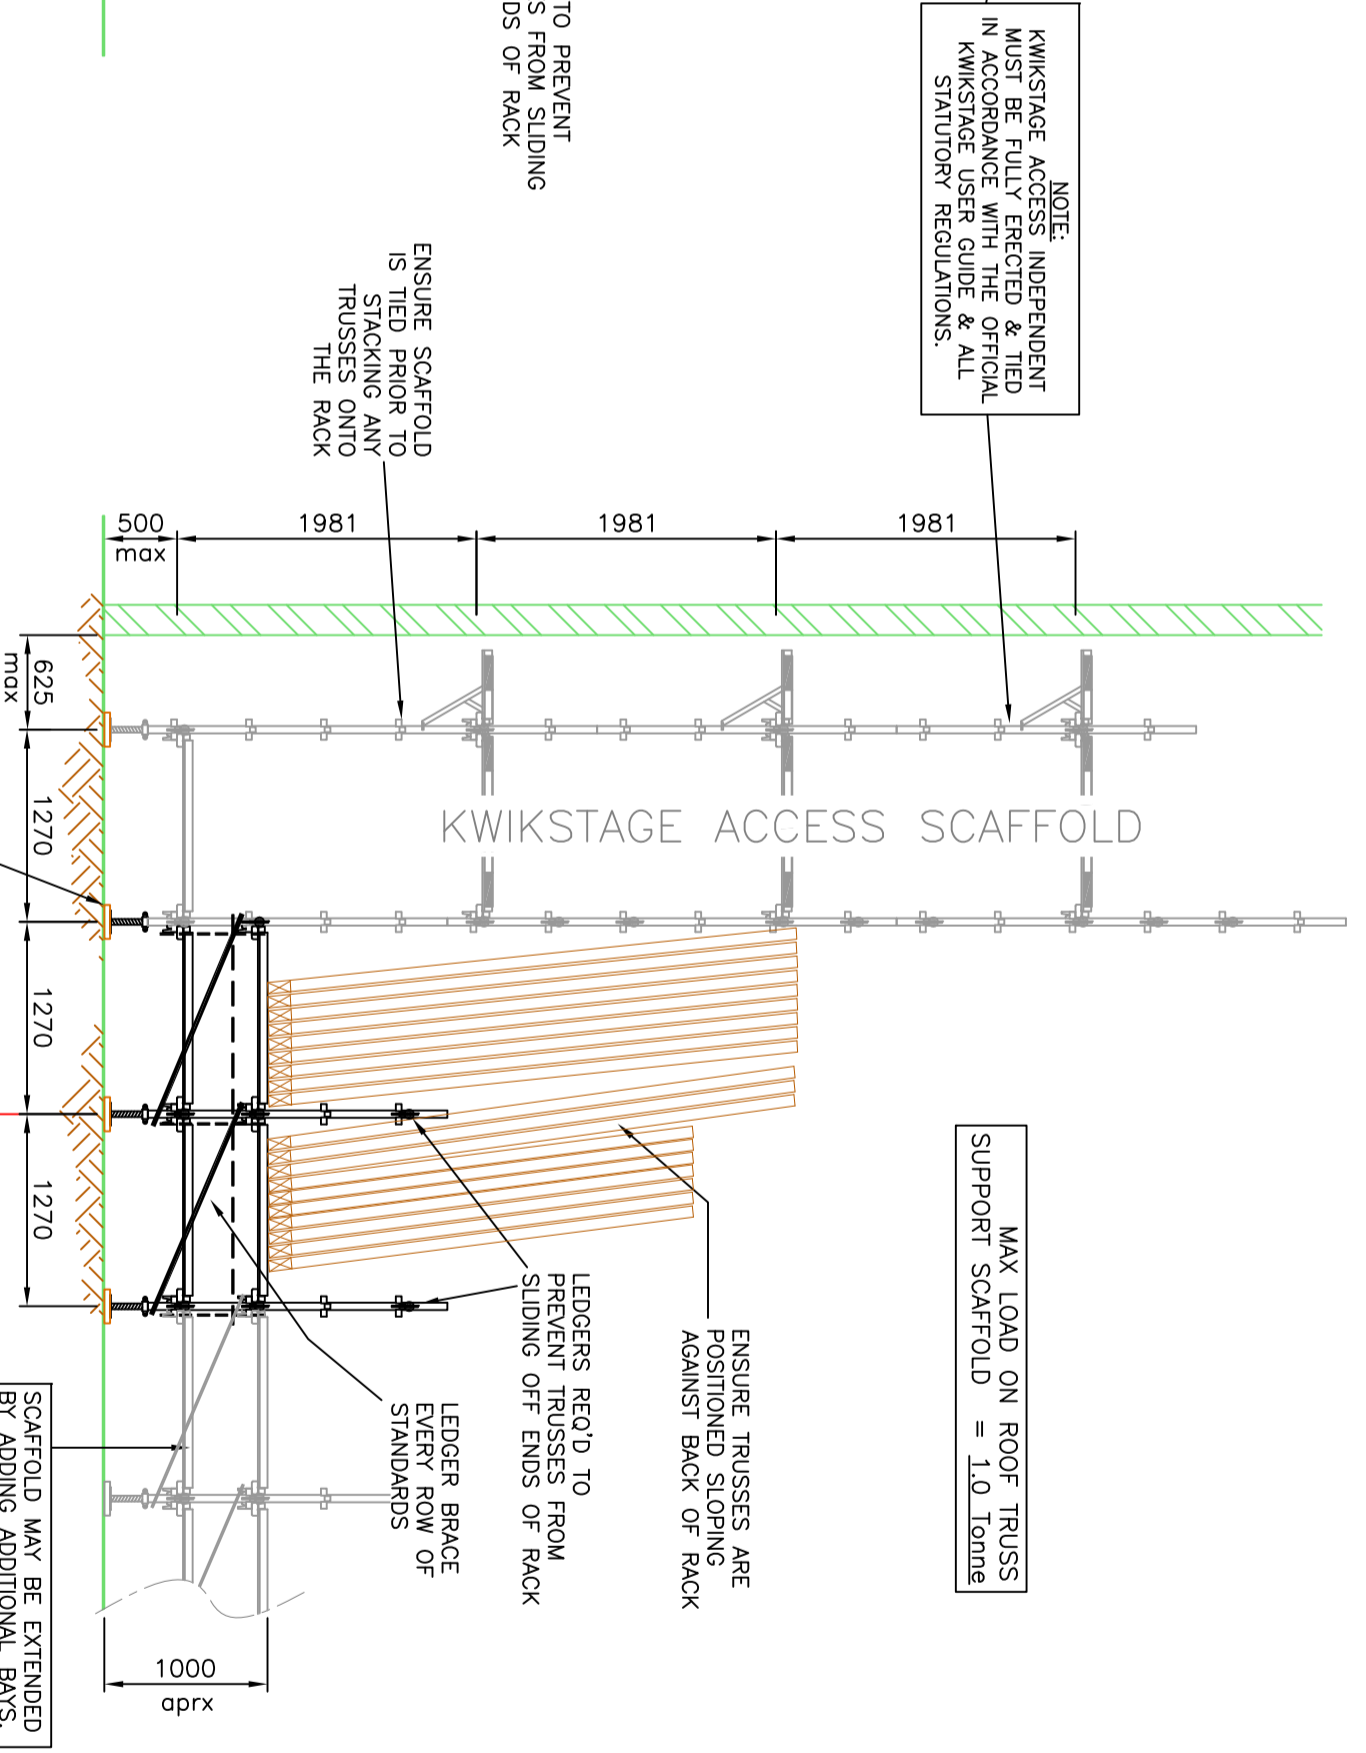 NOTE:
KWIKSTAGE ACCESS INDEPENDENT
MUST BE FULLY ERECTED & TIED
IN ACCORDANCE WITH THE OFFICIAL
KWIKSTAGE USER GUIDE & ALL
STATUTORY REGULATIONS.
TO PREVENT
S FROM SLIDING
DS OF RACK
ENSURE SCAFFOLD
IS TIED PRIOR TO
STACKING ANY
TRUSSES ONTO
THE RACK
1981
1981
1981
500
max
KWIKSTAGE ACCESS SCAFFOLD
625
max
1270
1270
1270
MAX LOAD ON ROOF TRUSS
SUPPORT SCAFFOLD = 1.0 Tonne
ENSURE TRUSSES ARE
POSITIONED SLOPING
AGAINST BACK OF RACK
LEDGERS REQ'D TO
PREVENT TRUSSES FROM
SLIDING OFF ENDS OF RACK
LEDGER BRACE
EVERY ROW OF
STANDARDS
1000
aprx
SCAFFOLD MAY BE EXTENDED
BY ADDING ADDITIONAL BAYS.